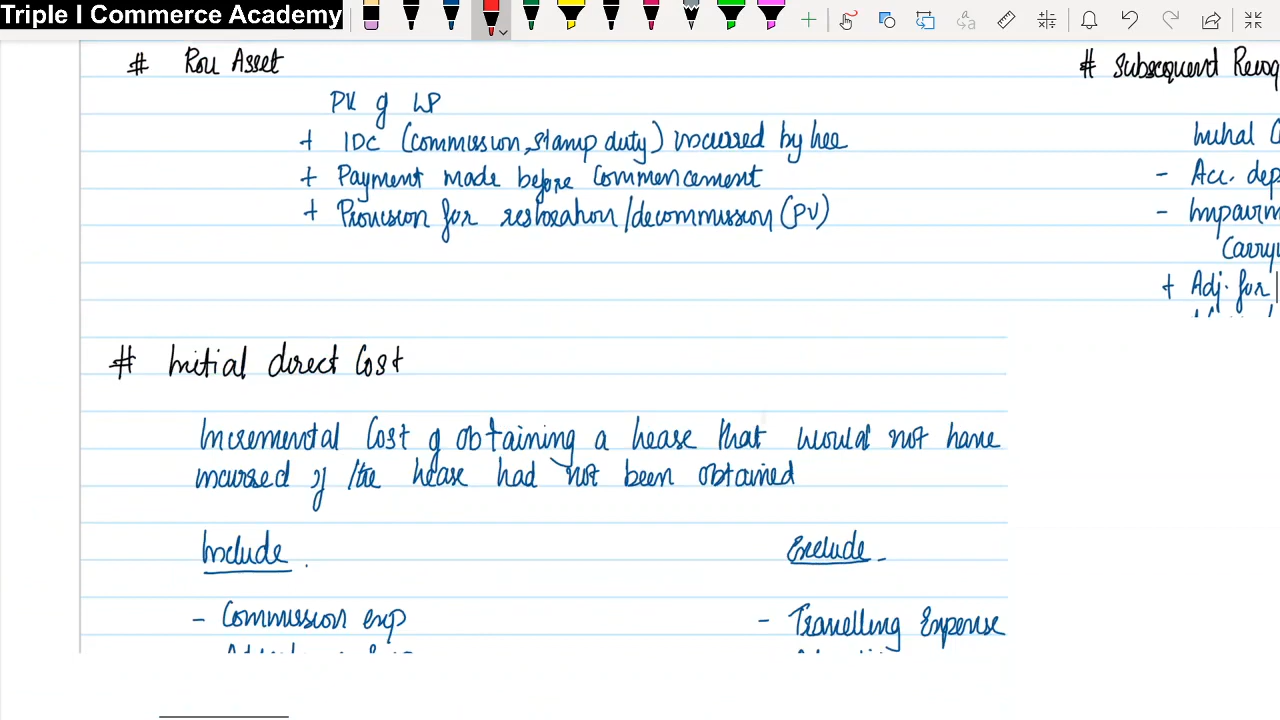 Triple I Commerce Academy
# Rou Asset
PV of LP
+ IDC (Commission, stamp duty) incurred by lee
+ Payment made before Commencement
+ Provision for restoration/decommission (PV)
# Subsequent Recog
Initial C
- Acc. dep
- Impairm
Carry
+ Adj. for
# Initial direct Cost
Incremental Cost of obtaining a lease that would not have
incurred if the lease had not been obtained
Include
- Commission exp
Exclude -
- Travelling Expense